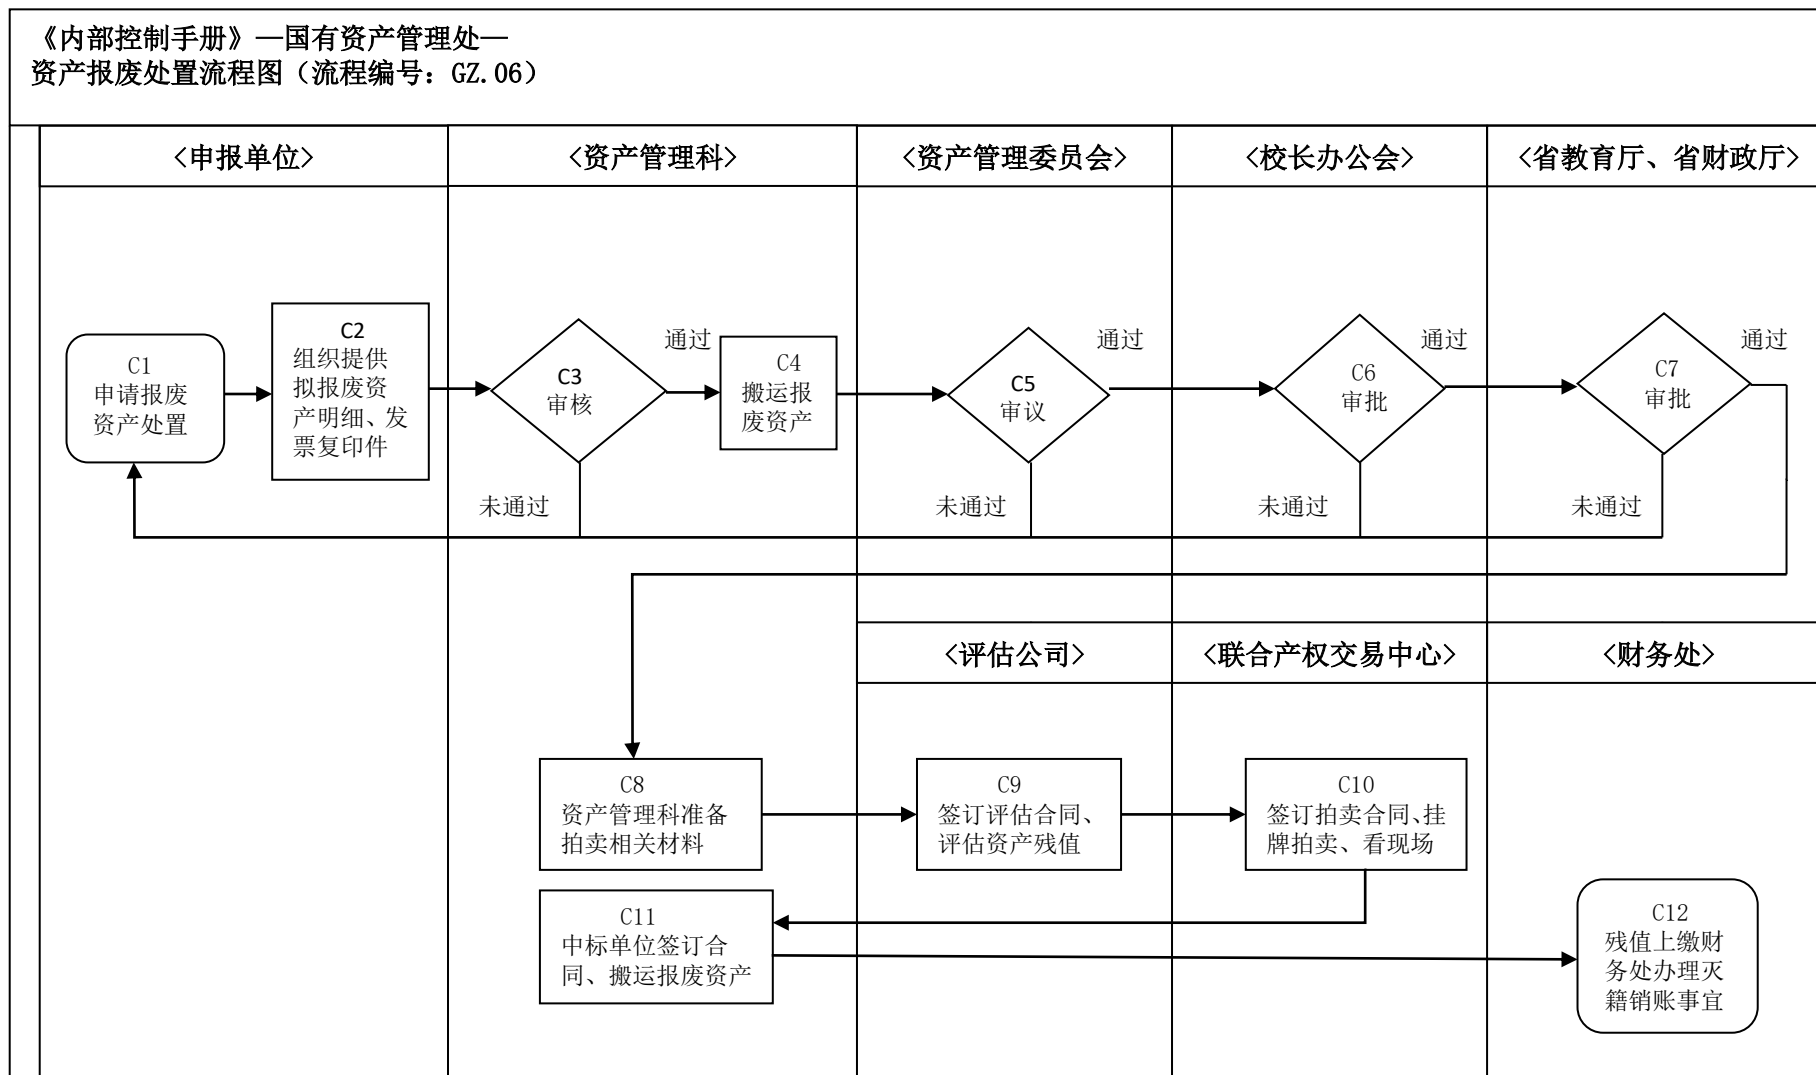 《内部控制手册》—国有资产管理处—
资产报废处置流程图（流程编号：GZ.06）
<申报单位>
<资产管理科>
<资产管理委员会>
<校长办公会>
<省教育厅、省财政厅>
C1
申请报废
资产处置
C2
组织提供
拟报废资
产明细、发
票复印件
C3
审核
通过
未通过
C4
搬运报
废资产
C5
审议
通过
未通过
C6
审批
通过
未通过
C7
审批
通过
未通过
<评估公司>
<联合产权交易中心>
<财务处>
C8
资产管理科准备
拍卖相关材料
C9
签订评估合同、
评估资产残值
C10
签订拍卖合同、挂
牌拍卖、看现场
C11
中标单位签订合
同、搬运报废资产
C12
残值上缴财
务处办理灭
籍销账事宜